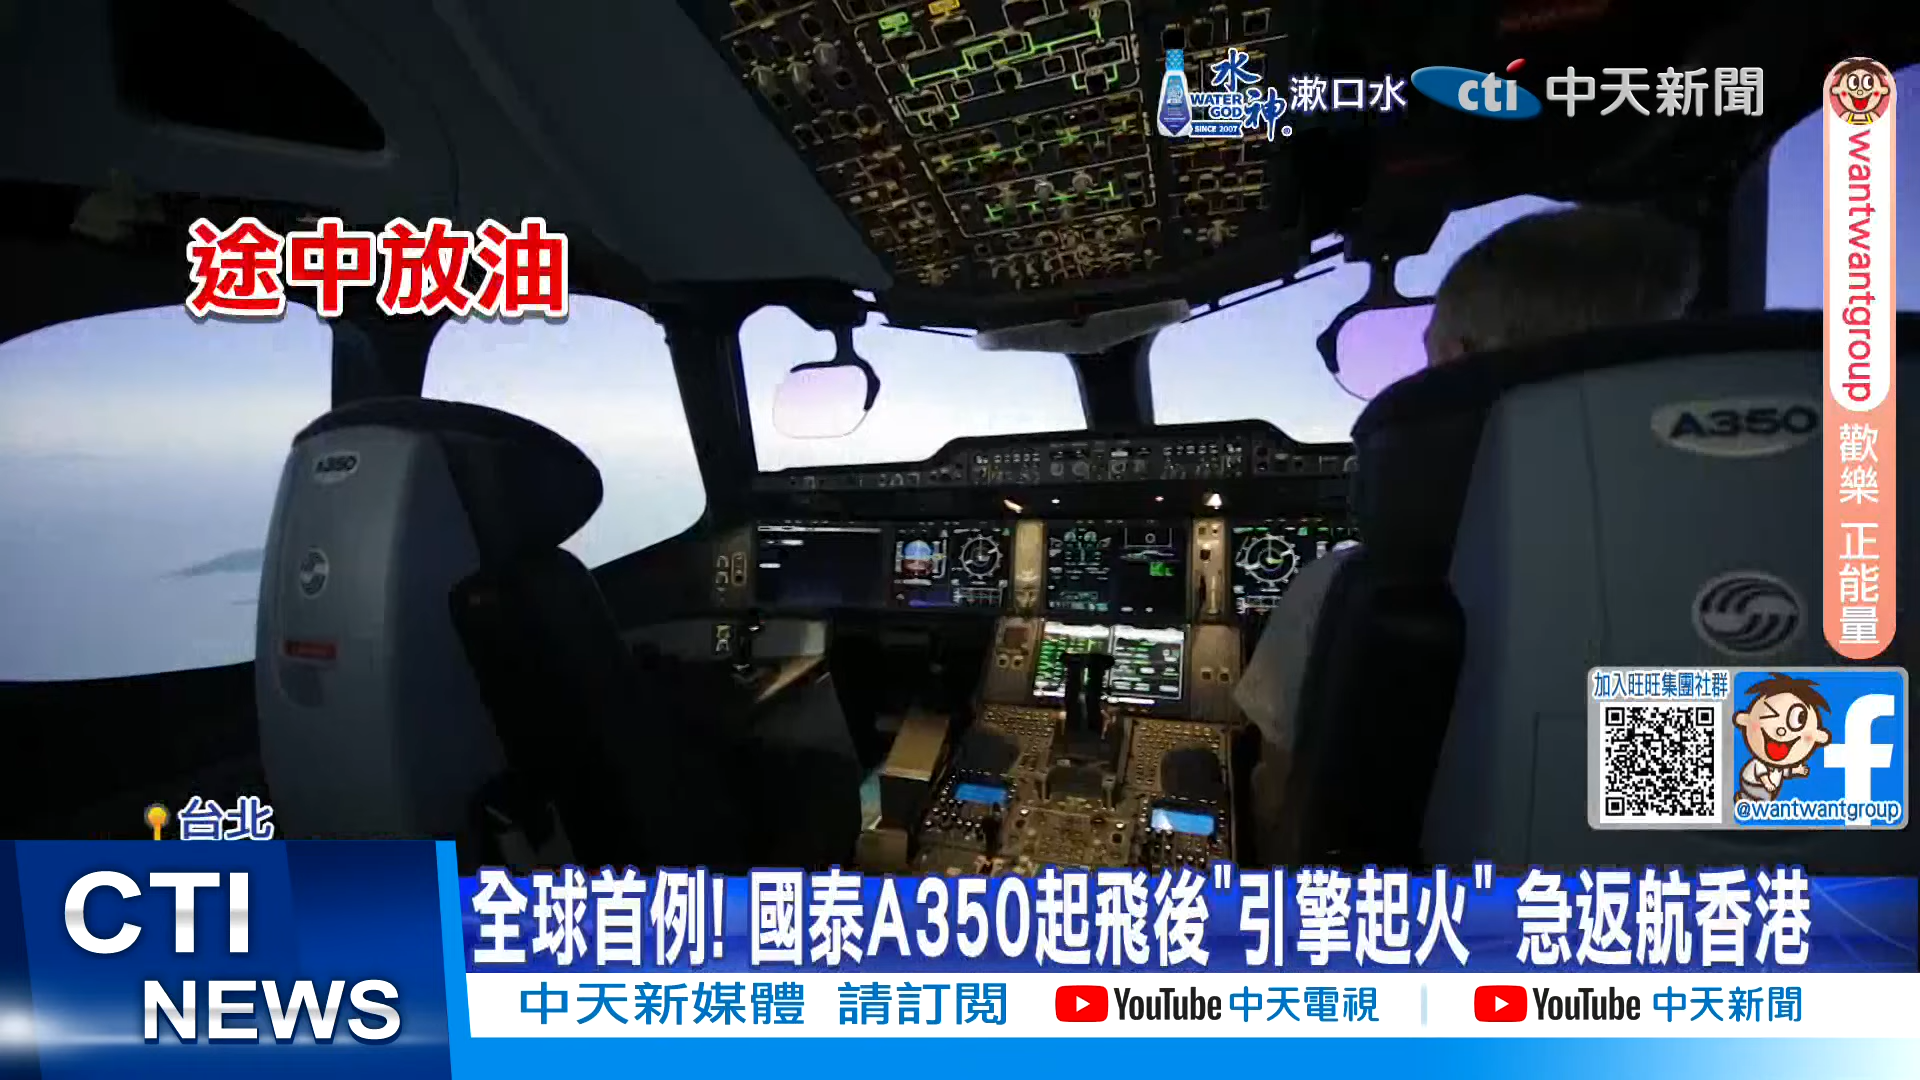 水神
WATER GOD
SINCE 2007
漱口水
cti 中天新聞
wantwantgroup 歡樂 正能量
途中放油
A350
A350
加入旺旺集團社群
@wantwantgroup
台北
CTI NEWS
全球首例! 國泰A350起飛後"引擎起火" 急返航香港
中天新媒體 請訂閱 YouTube 中天電視 | YouTube 中天新聞